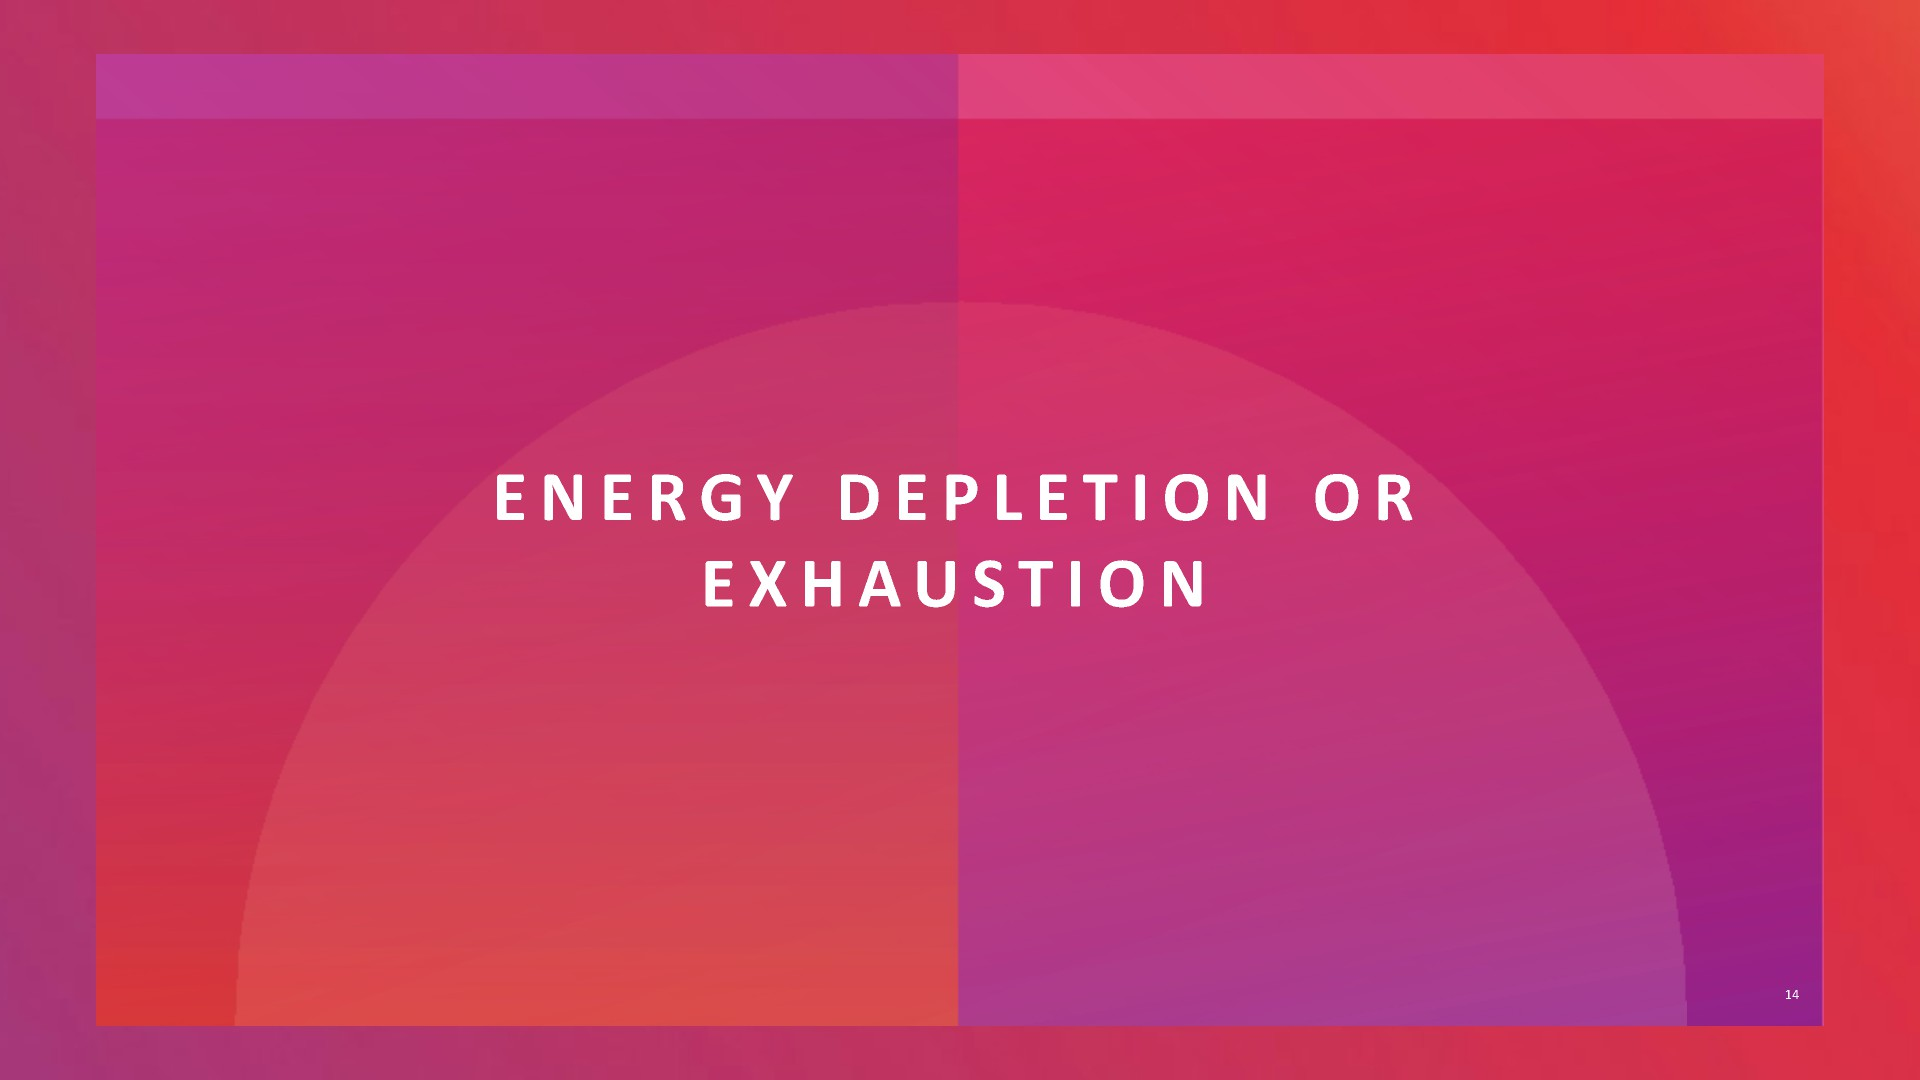 ENERGY DEPLETION OR
EXHAUSTION
14